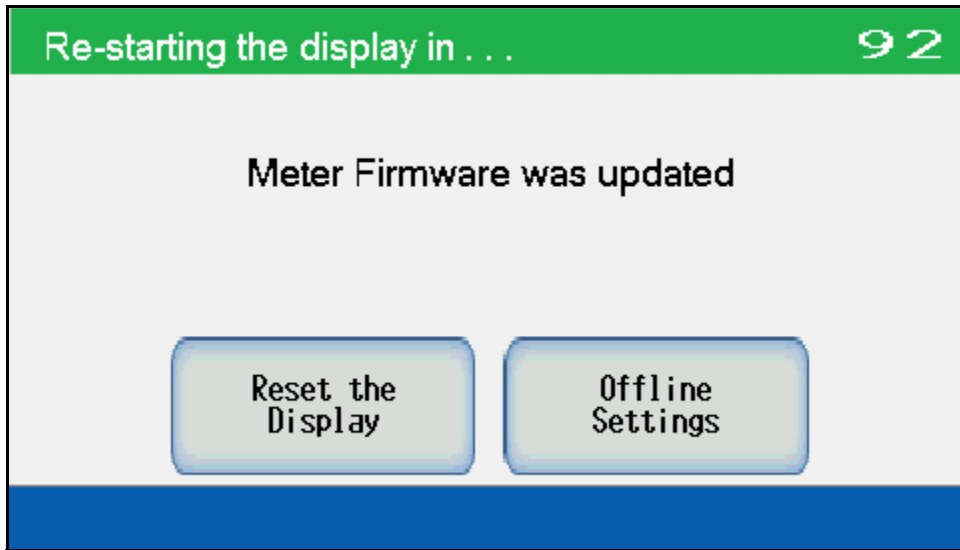 Re-starting the display in . . .
92
Meter Firmware was updated
Reset the
Display
Offline
Settings